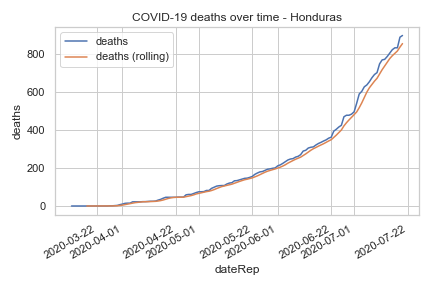 COVID-19 deaths over time - Honduras
deaths
deaths (rolling)
deaths
800
600
400
200
0
2020-03-22
2020-04-01
2020-04-22
2020-05-01
2020-05-22
2020-06-01
2020-06-22
2020-07-01
2020-07-22
dateRep